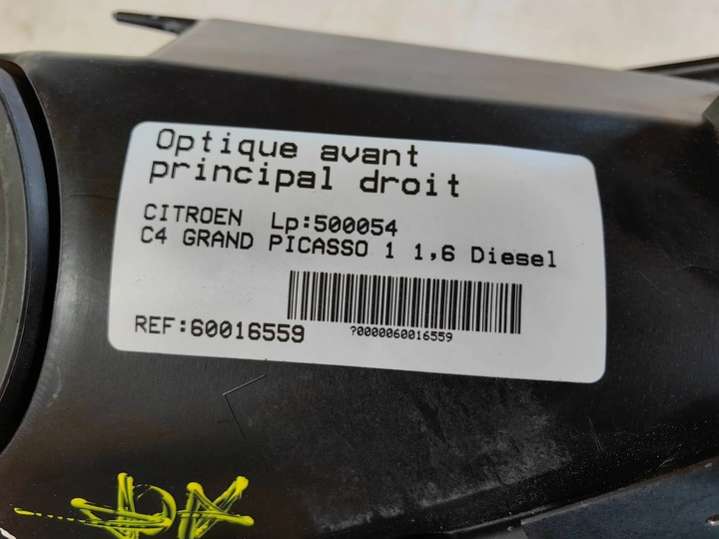 Optique avant
principal droit
CITROEN Lp:500054
C4 GRAND PICASSO 1 1,6 Diesel
REF:60016559
?0000060016559